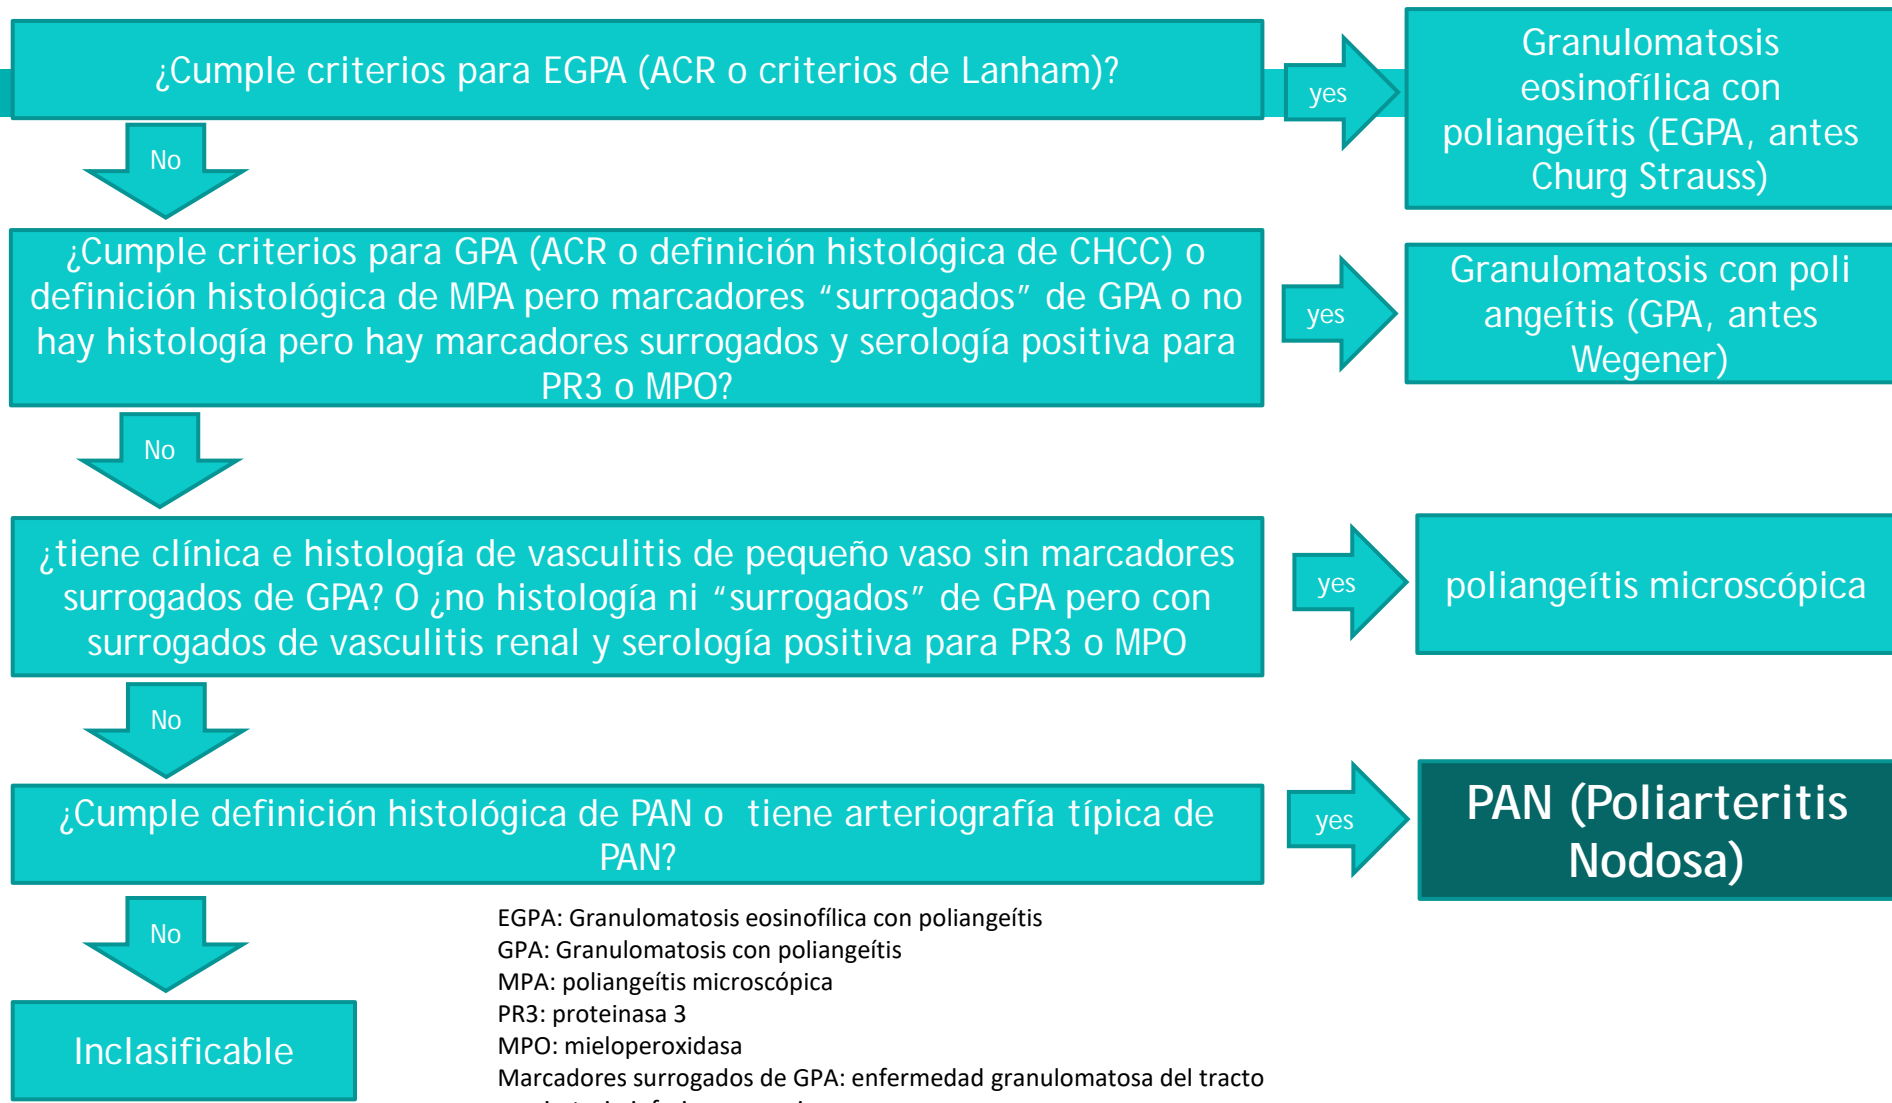 ¿Cumple criterios para EGPA (ACR o criterios de Lanham)?
yes
Granulomatosis
eosinofílica con
poliangeítis (EGPA, antes
Churg Strauss)
No
¿Cumple criterios para GPA (ACR o definición histológica de CHCC) o
definición histológica de MPA pero marcadores “surrogados” de GPA o no
hay histología pero hay marcadores surrogados y serología positiva para
PR3 o MPO?
yes
Granulomatosis con poli
angeítis (GPA, antes
Wegener)
No
¿tiene clínica e histología de vasculitis de pequeño vaso sin marcadores
surrogados de GPA? O ¿no histología ni “surrogados” de GPA pero con
surrogados de vasculitis renal y serología positiva para PR3 o MPO
yes
poliangeítis microscópica
No
¿Cumple definición histológica de PAN o tiene arteriografía típica de
PAN?
yes
PAN (Poliarteritis
Nodosa)
No
Inclasificable
EGPA: Granulomatosis eosinofílica con poliangeítis
GPA: Granulomatosis con poliangeítis
MPA: poliangeítis microscópica
PR3: proteinasa 3
MPO: mieloperoxidasa
Marcadores surrogados de GPA: enfermedad granulomatosa del tracto